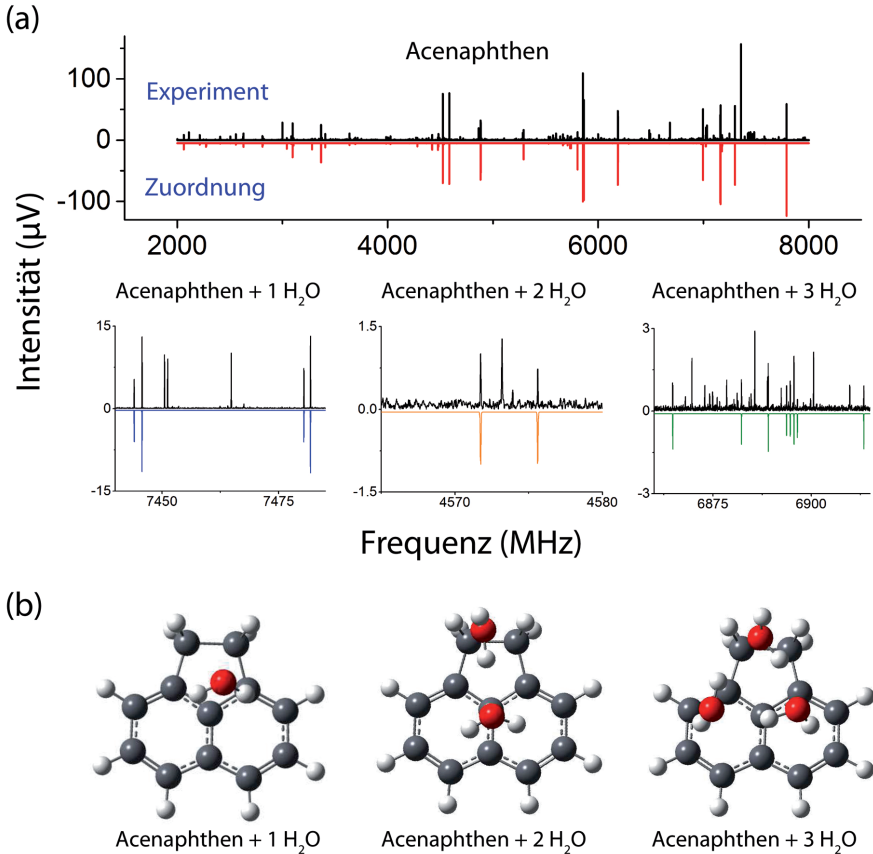 (a)
Acenaphthen
100
Experiment
0
Zuordnung
-100
2000 4000 6000 8000
Intensität (µV)
Acenaphthen + 1 H₂O Acenaphthen + 2 H₂O Acenaphthen + 3 H₂O
15 1.5 3
0 0.0 0
-15 -1.5 -3
7450 7475 4570 4580 6875 6900
Frequenz (MHz)
(b)
Acenaphthen + 1 H₂O Acenaphthen + 2 H₂O Acenaphthen + 3 H₂O